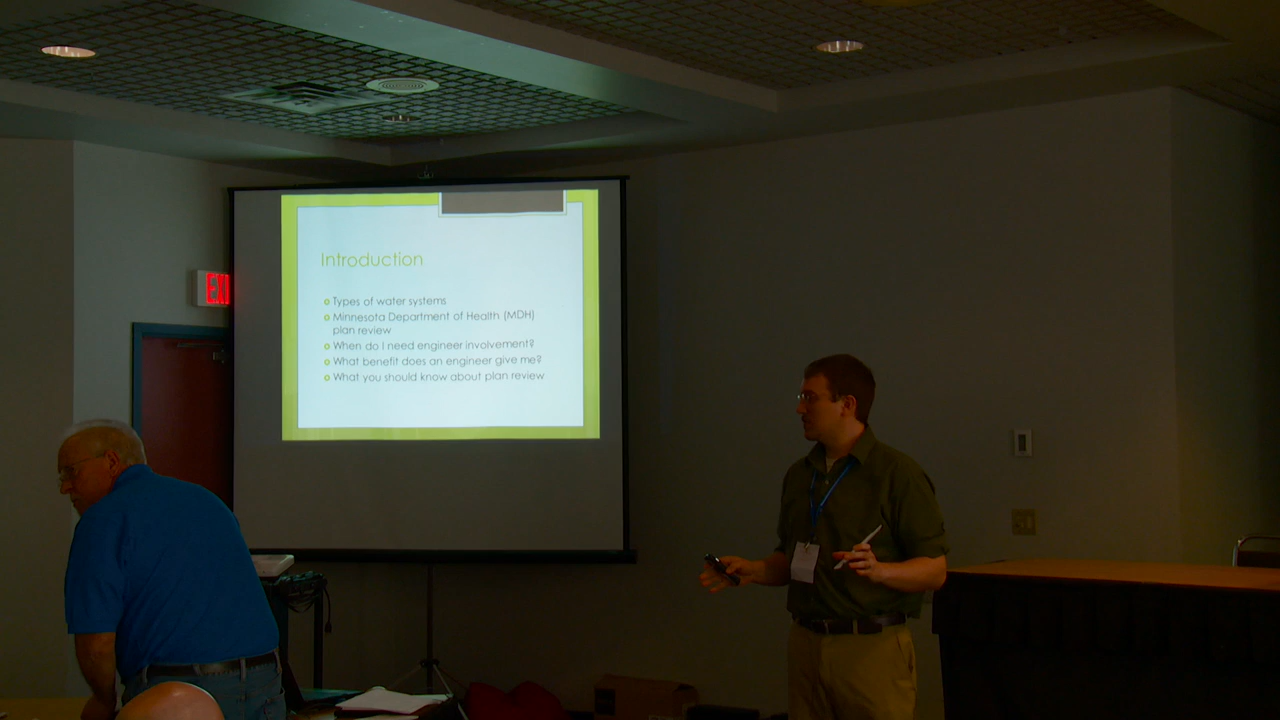 EXI
Introduction
Types of water systems
Minnesota Department of Health (MDH)
plan review
When do I need engineer involvement?
What benefit does an engineer give me?
What you should know about plan review